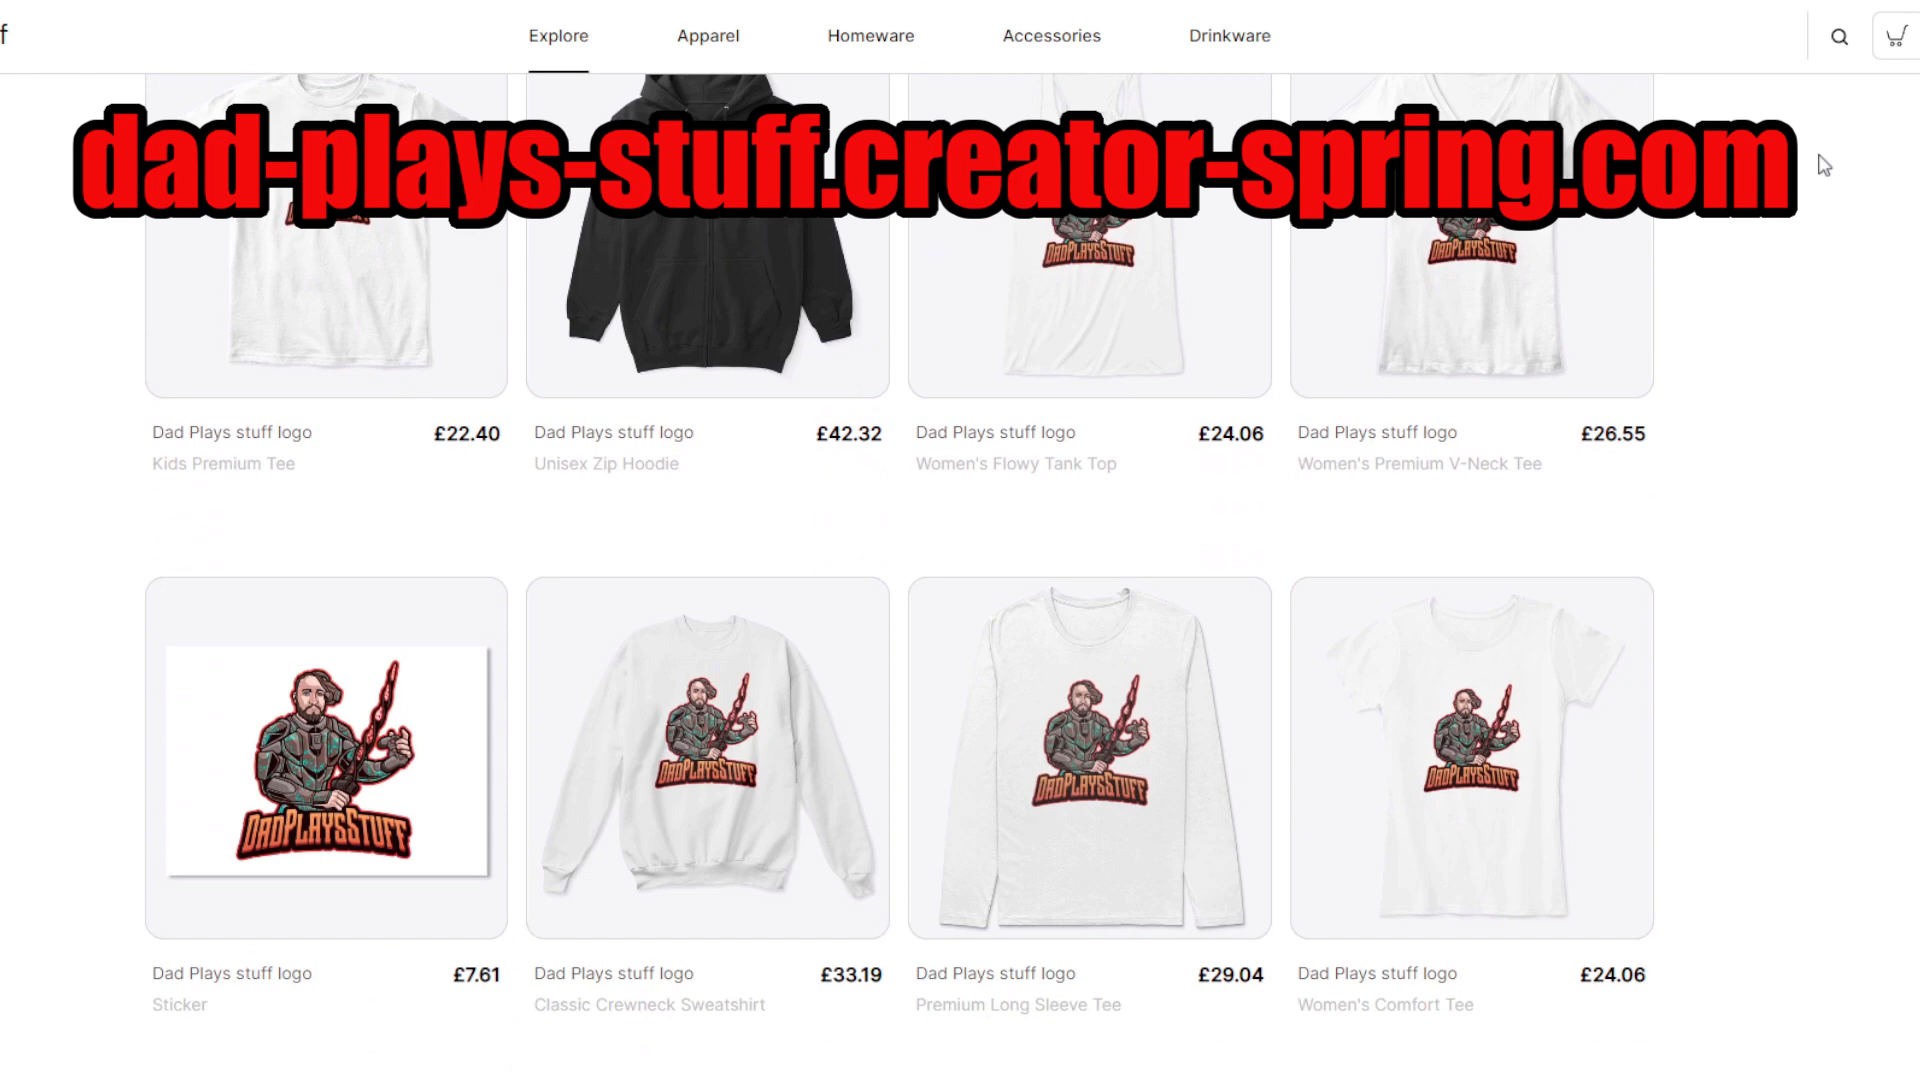 f
Explore
Apparel
Homeware
Accessories
Drinkware
dad-plays-stuff.creator-spring.com
DADPLAYSSTUFF
DADPLAYSSTUFF
Dad Plays stuff logo
£22.40
Kids Premium Tee
Dad Plays stuff logo
£42.32
Unisex Zip Hoodie
Dad Plays stuff logo
£24.06
Women's Flowy Tank Top
Dad Plays stuff logo
£26.55
Women's Premium V-Neck Tee
DADPLAYSSTUFF
DADPLAYSSTUFF
DADPLAYSSTUFF
DADPLAYSSTUFF
Dad Plays stuff logo
£7.61
Sticker
Dad Plays stuff logo
£33.19
Classic Crewneck Sweatshirt
Dad Plays stuff logo
£29.04
Premium Long Sleeve Tee
Dad Plays stuff logo
£24.06
Women's Comfort Tee